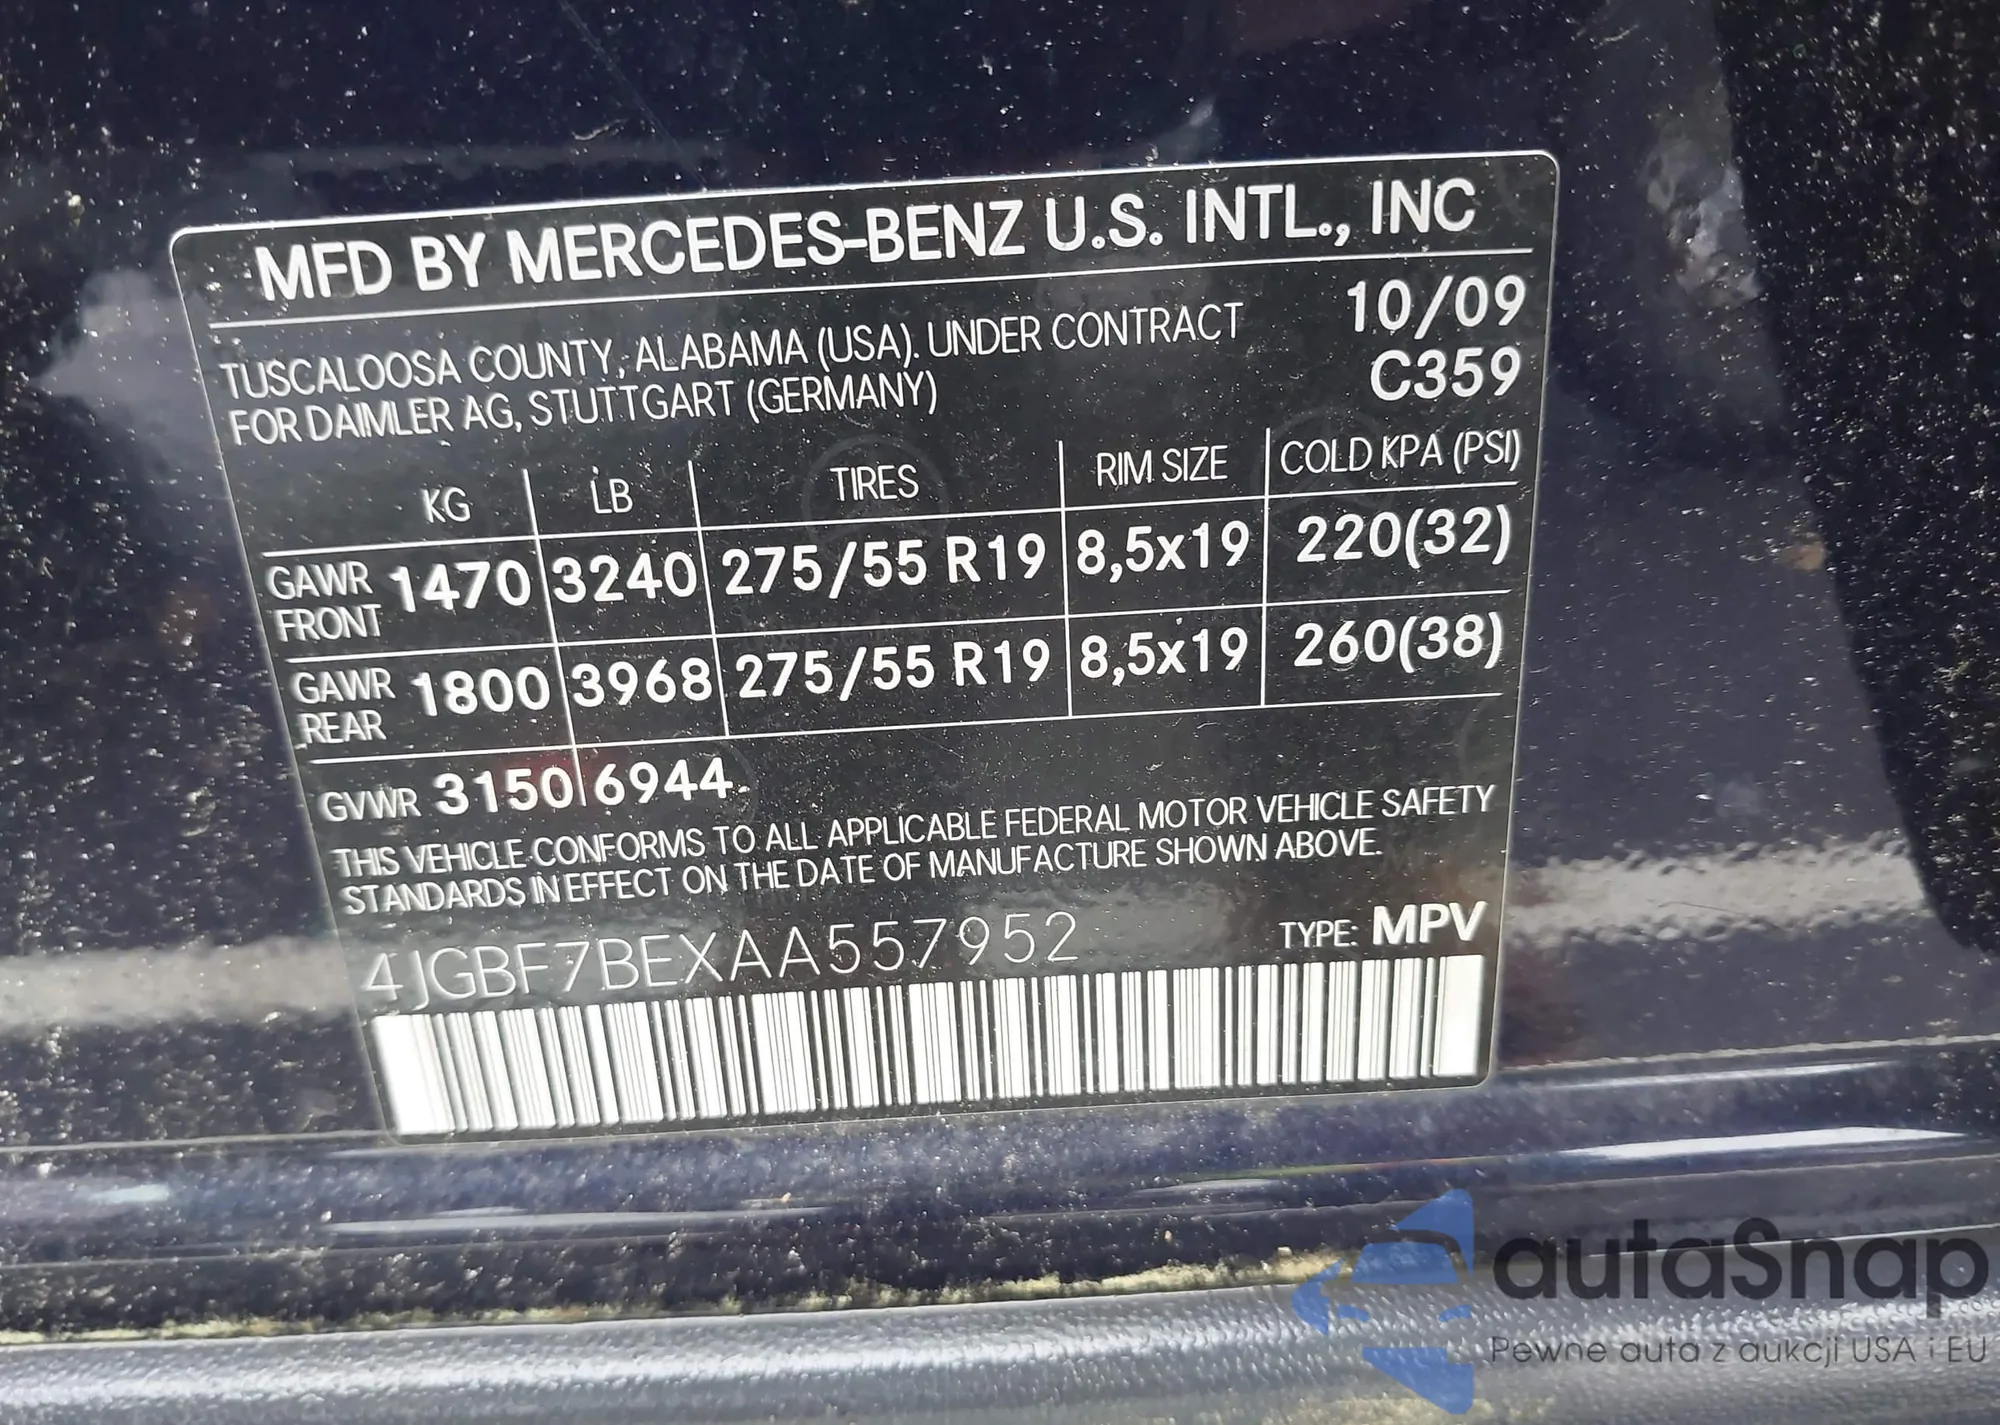 MFD BY MERCEDES-BENZ U.S. INTL., INC
10/09
TUSCALOOSA COUNTY, ALABAMA (USA). UNDER CONTRACT
FOR DAIMLER AG, STUTTGART (GERMANY)
C359
KG LB TIRES RIM SIZE COLD KPA (PSI)
GAWR FRONT 1470 3240 275/55 R19 8,5x19 220(32)
GAWR REAR 1800 3968 275/55 R19 8,5x19 260(38)
GVWR 3150 6944
THIS VEHICLE CONFORMS TO ALL APPLICABLE FEDERAL MOTOR VEHICLE SAFETY
STANDARDS IN EFFECT ON THE DATE OF MANUFACTURE SHOWN ABOVE.
4JGBF7BEXAA557952 TYPE: MPV
autaSnap
Pewne auta z aukcji USA i EU